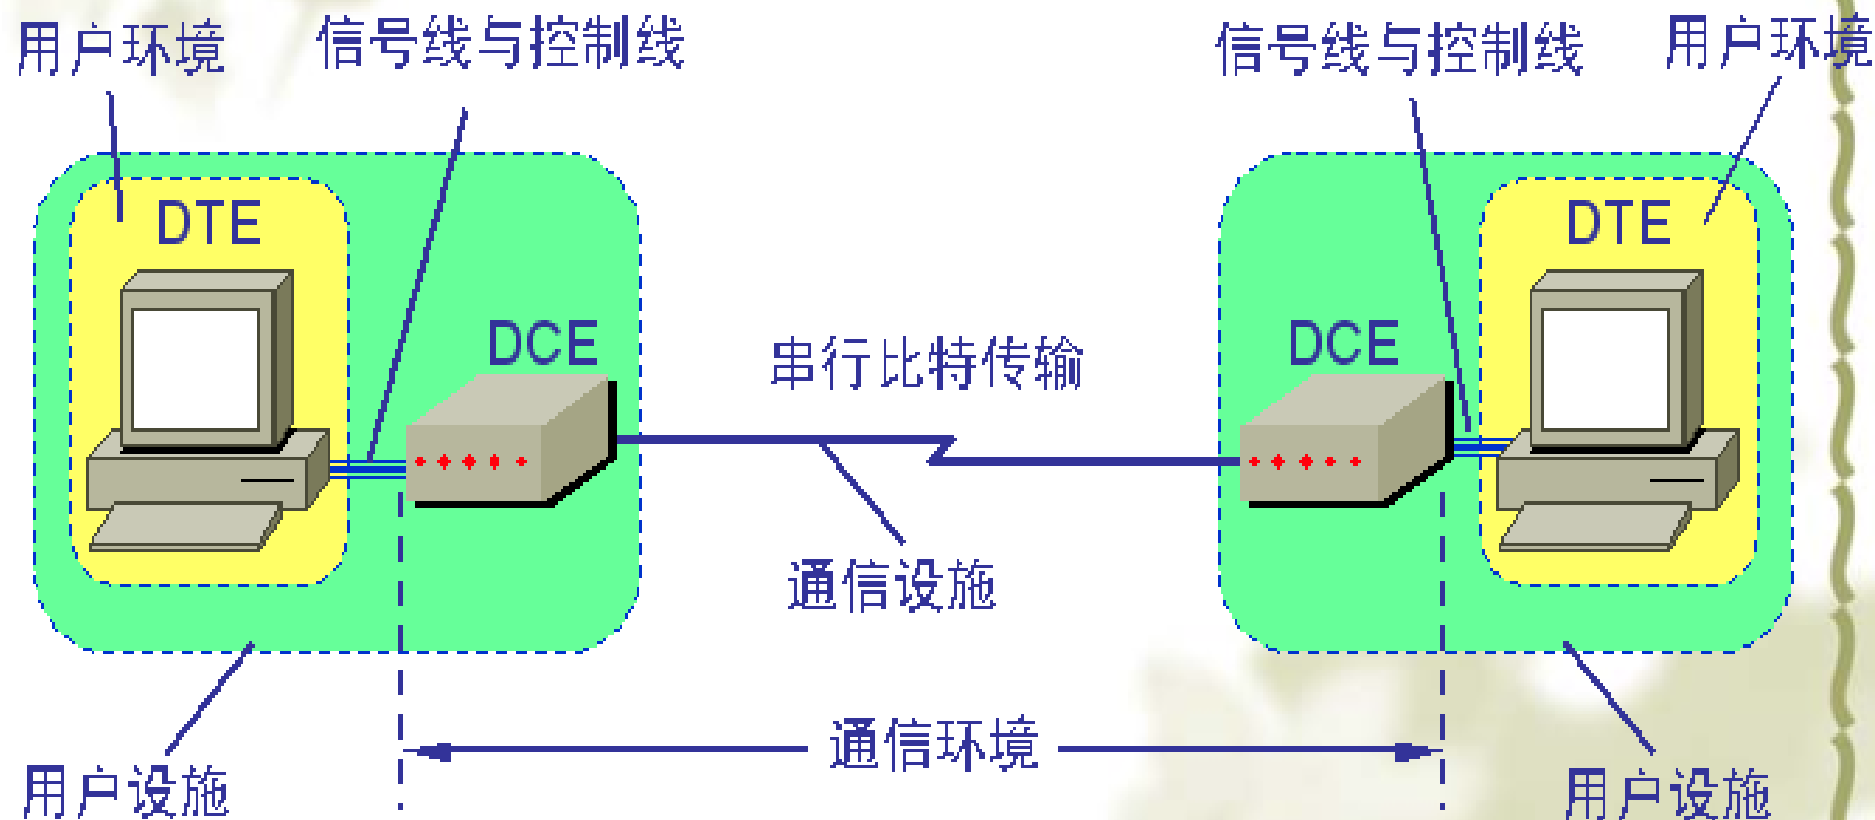 用户环境
信号线与控制线
信号线与控制线
用户环境
DTE
DTE
DCE
DCE
串行比特传输
通信设施
通信环境
用户设施
用户设施